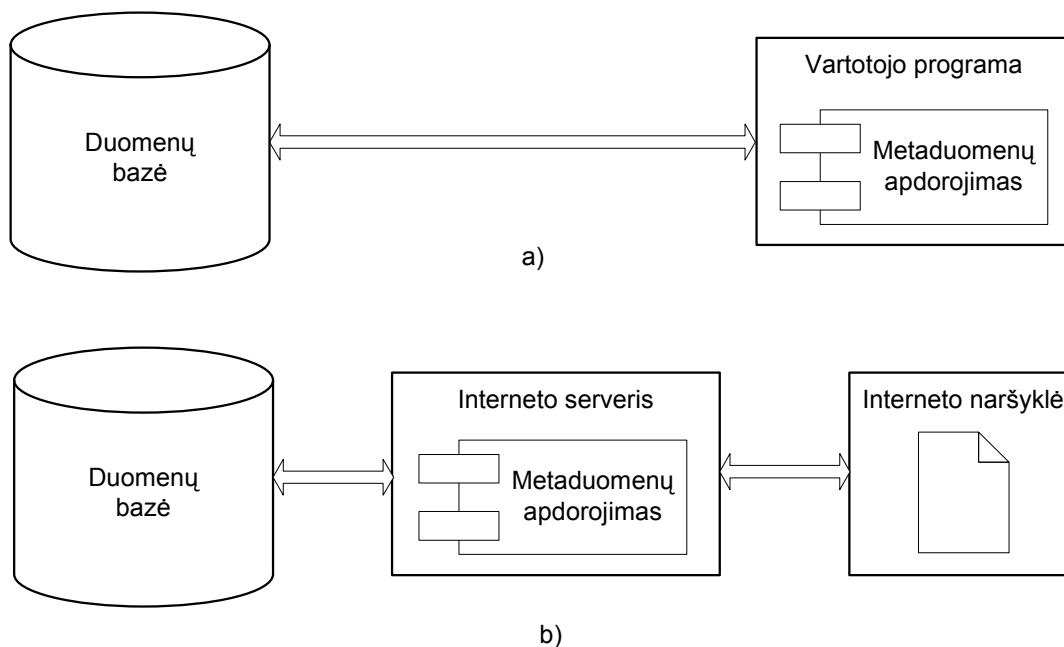 Duomenų
bazė
Vartotojo programa
Metaduomenų
apdorojimas
a)
Duomenų
bazė
Interneto serveris
Metaduomenų
apdorojimas
Interneto naršyklė
b)